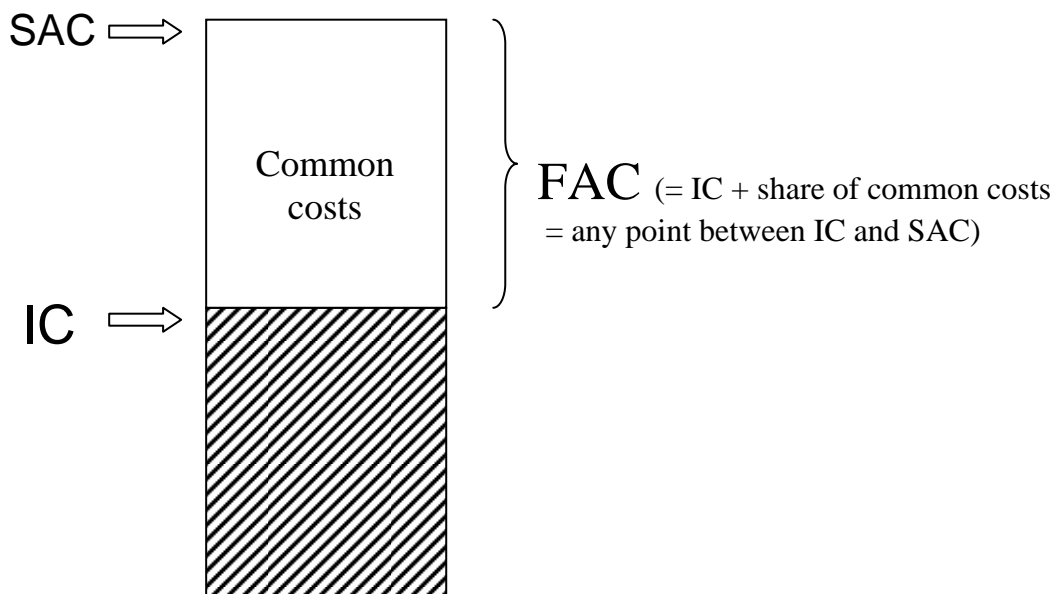 SAC
Common
costs
FAC (= IC + share of common costs
= any point between IC and SAC)
IC